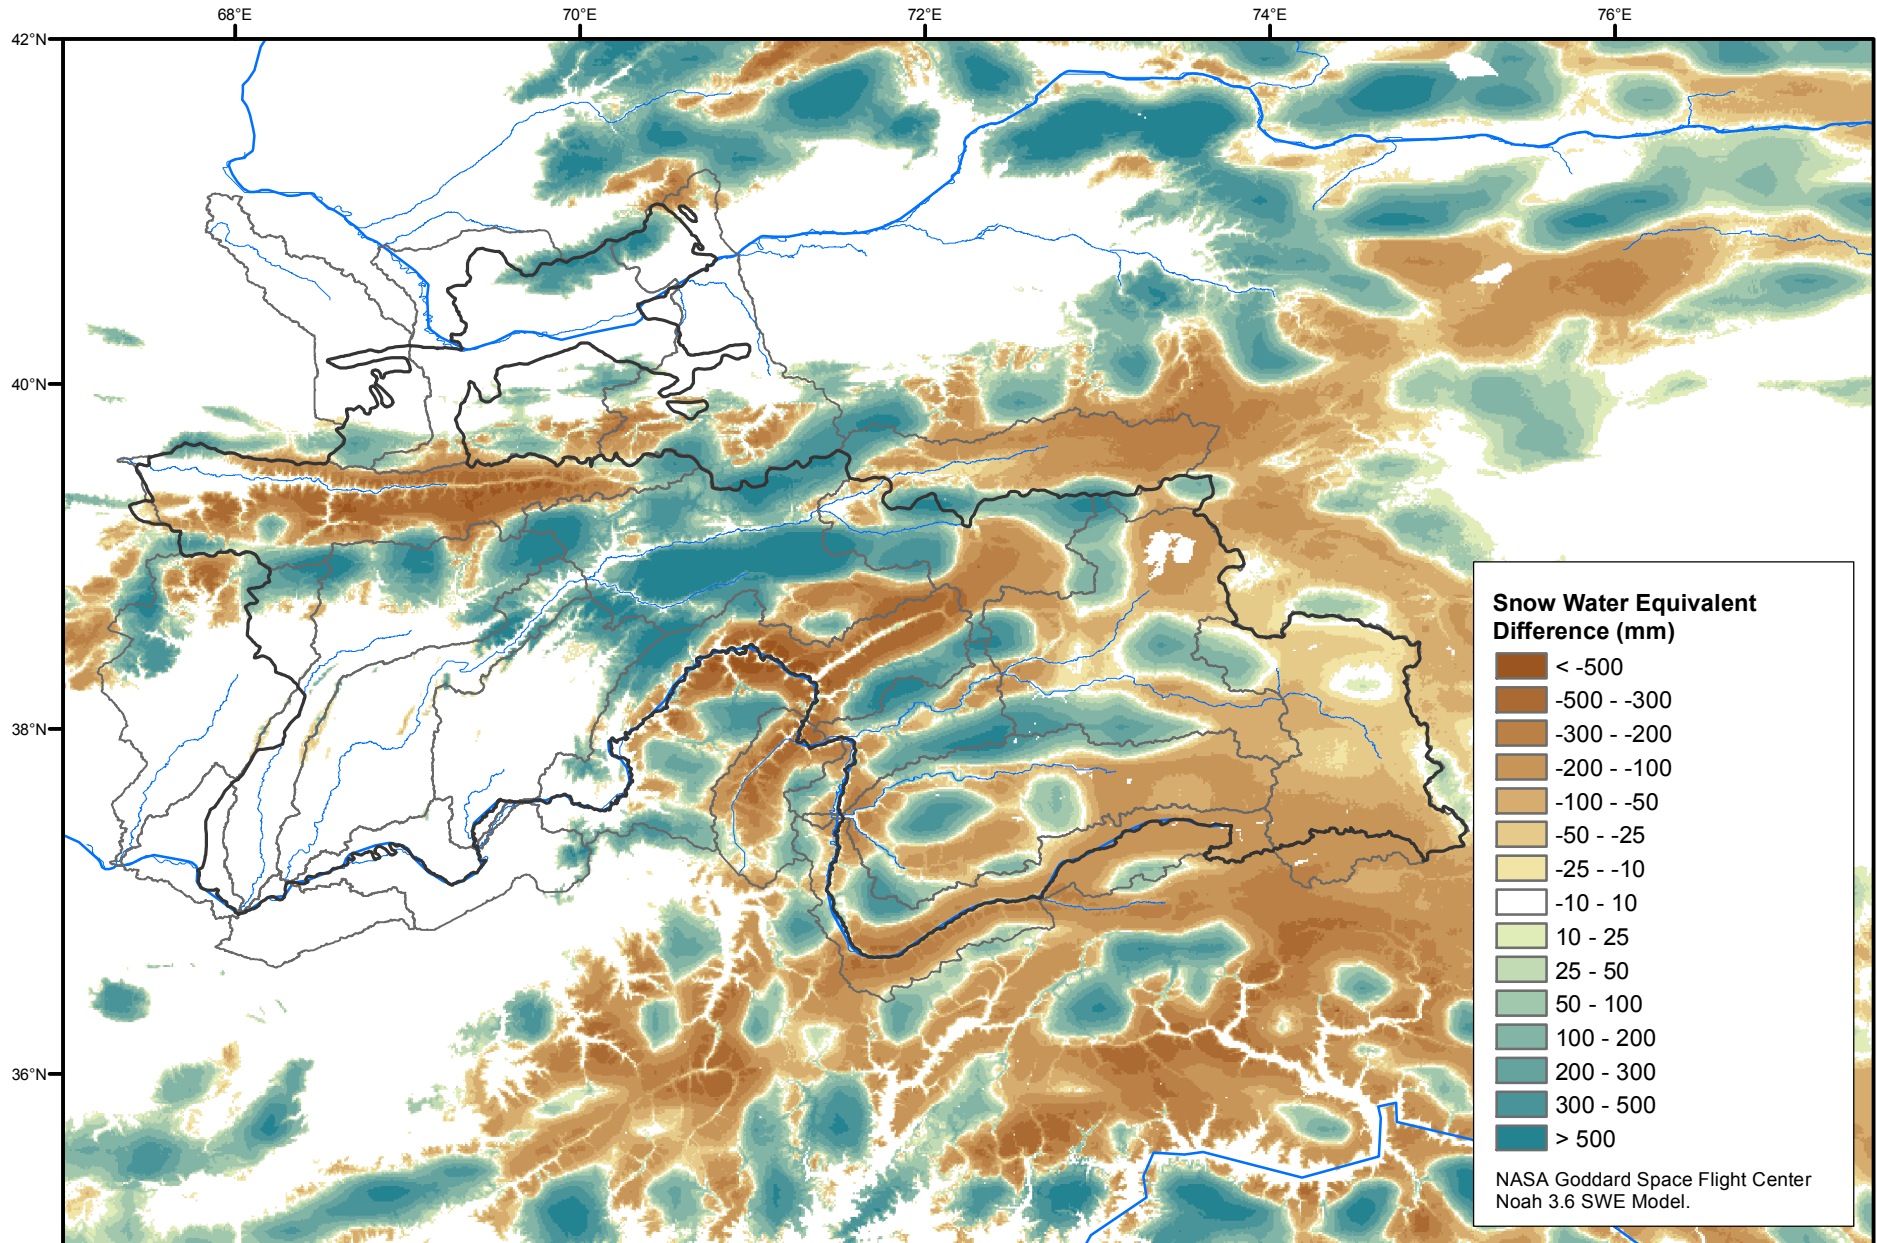 68°E 70°E 72°E 74°E 76°E
42°N
40°N
38°N
36°N
Snow Water Equivalent
Difference (mm)
< -500
-500 - -300
-300 - -200
-200 - -100
-100 - -50
-50 - -25
-25 - -10
-10 - 10
10 - 25
25 - 50
50 - 100
100 - 200
200 - 300
300 - 500
> 500
NASA Goddard Space Flight Center
Noah 3.6 SWE Model.